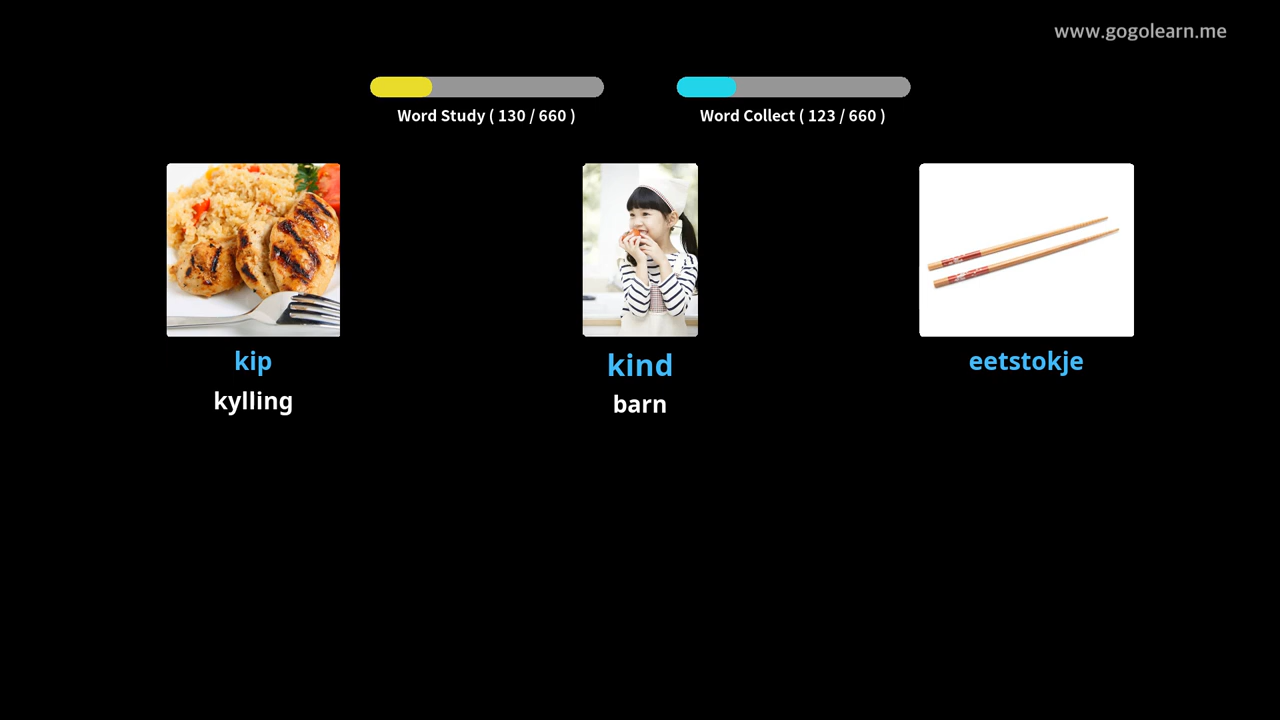 www.gogolearn.me
Word Study ( 130 / 660 )
Word Collect ( 123 / 660 )
kip
kind
eetstokje
kylling
barn